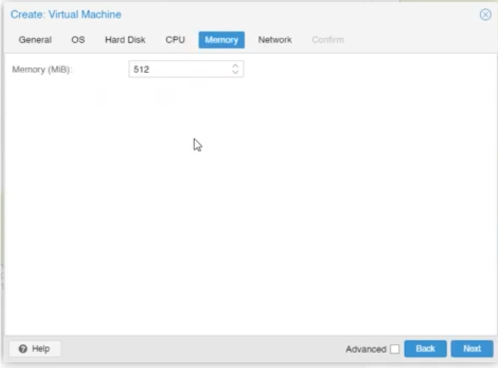 Create: Virtual Machine
General OS Hard Disk CPU Memory Network Confirm
Memory (MiB): 512
Help Advanced Back Next